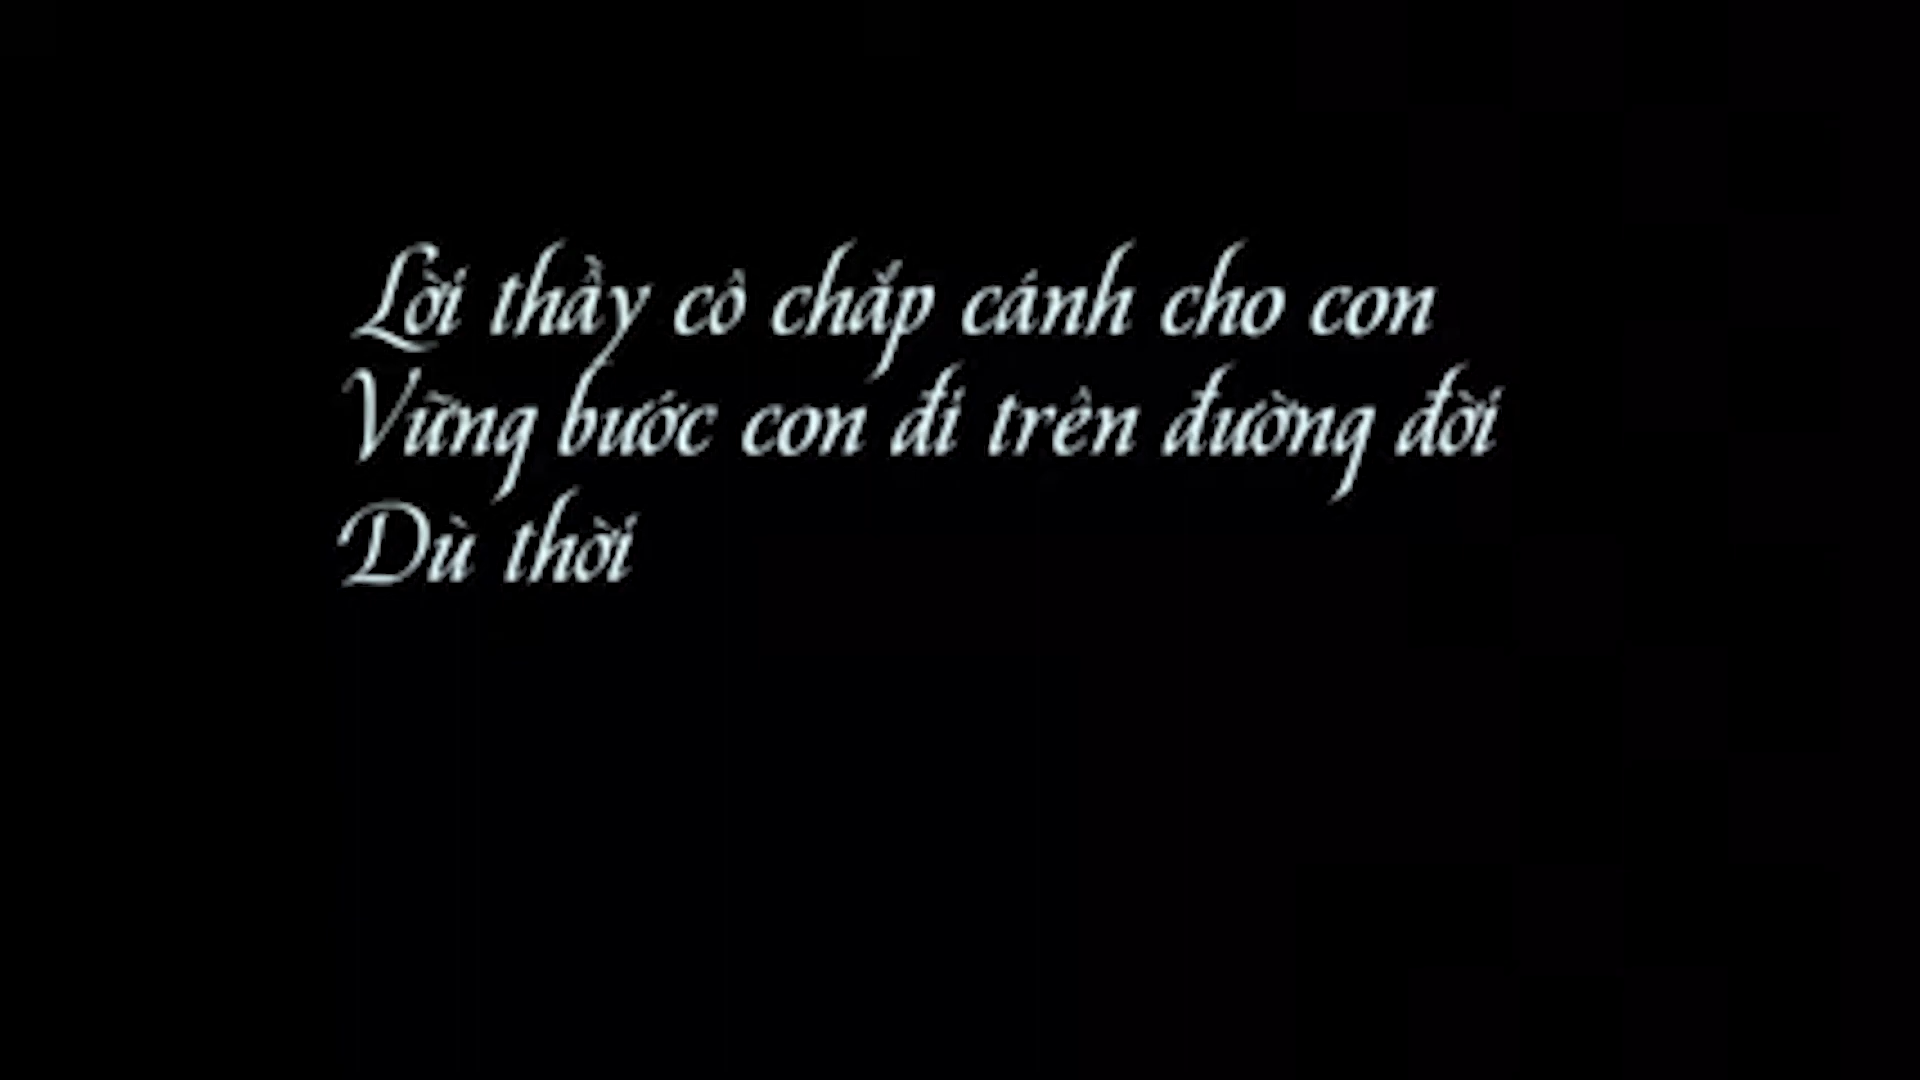 Lời thầy cô chắp cánh cho con
Vững bước con đi trên đường đời
Dù thời